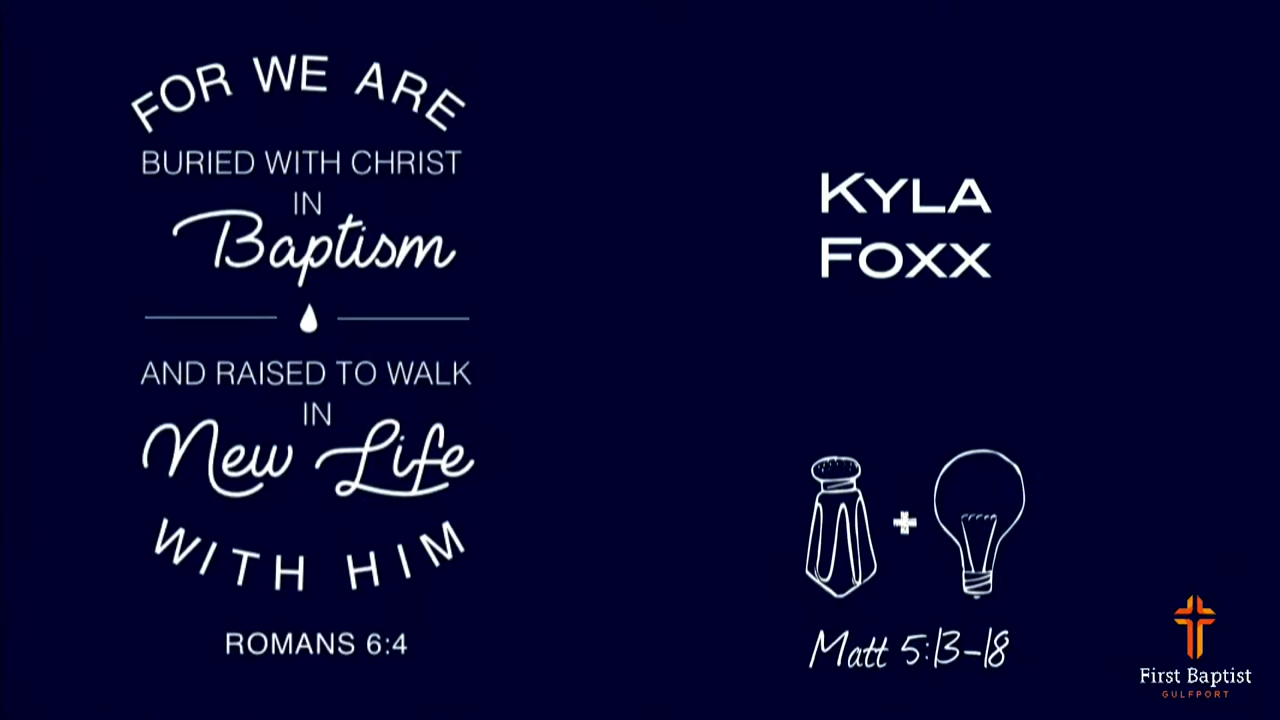 FOR WE ARE
BURIED WITH CHRIST
IN
Baptism
AND RAISED TO WALK
IN
New Life
WITH HIM
ROMANS 6:4
KYLA
FOXX
Matt 5:13-18
First Baptist
GULFPORT